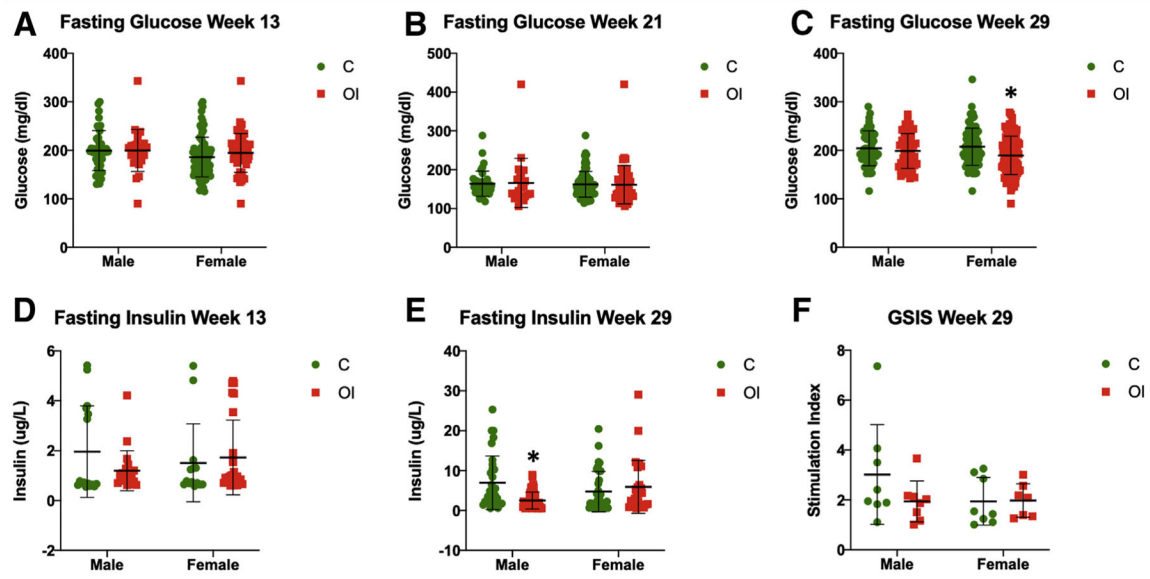 A Fasting Glucose Week 13
Glucose (mg/dl)
400
300
200
100
0
Male Female
C
OI
B Fasting Glucose Week 21
Glucose (mg/dl)
500
400
300
200
100
0
Male Female
C
OI
C Fasting Glucose Week 29
Glucose (mg/dl)
400
300
200
100
0
*
Male Female
C
OI
D Fasting Insulin Week 13
Insulin (ug/L)
6
4
2
0
-2
Male Female
C
OI
E Fasting Insulin Week 29
Insulin (ug/L)
40
30
20
10
0
-10
*
Male Female
C
OI
F GSIS Week 29
Stimulation Index
8
6
4
2
0
Male Female
C
OI